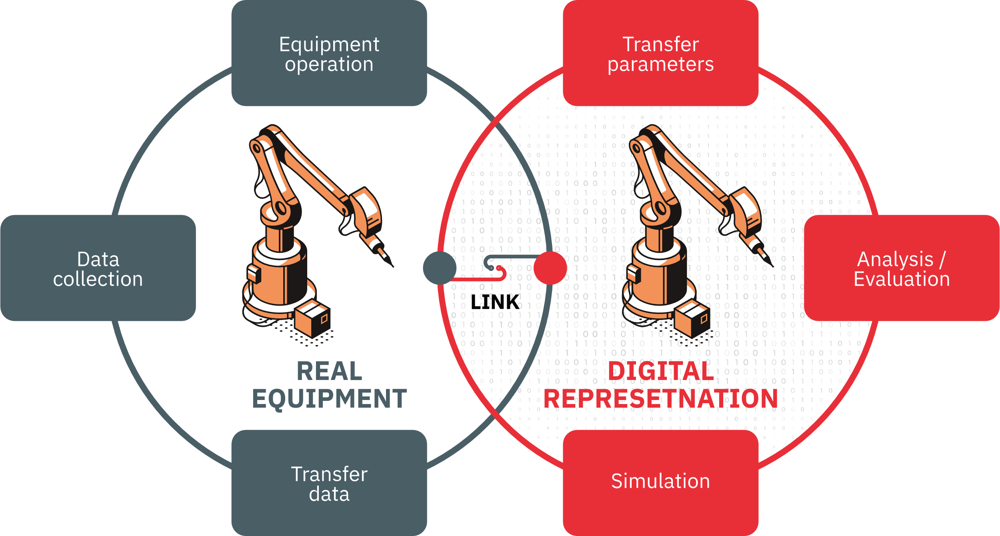 Equipment
operation
Transfer
parameters
Data
collection
LINK
Analysis /
Evaluation
REAL
EQUIPMENT
DIGITAL
REPRESETNATION
Transfer
data
Simulation